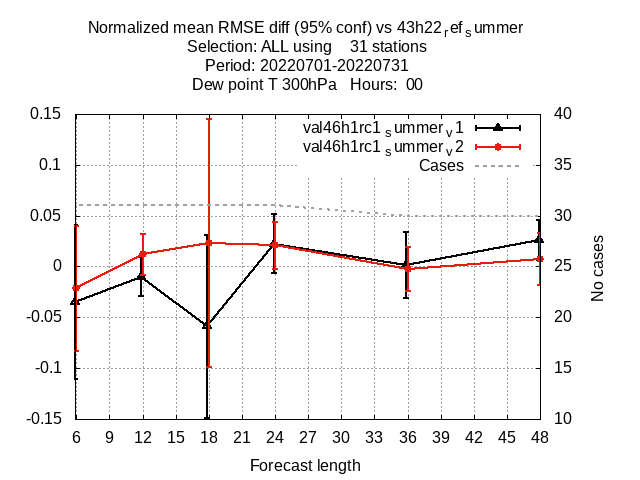 Normalized mean RMSE diff (95% conf) vs 43h22refsummer
Selection: ALL using 31 stations
Period: 20220701-20220731
Dew point T 300hPa Hours: 00
val46h1rc1summerv1
val46h1rc1summerv2
Cases
0.15
0.1
0.05
0
-0.05
-0.1
-0.15
40
35
30
25
20
15
10
No cases
6 9 12 15 18 21 24 27 30 33 36 39 42 45 48
Forecast length